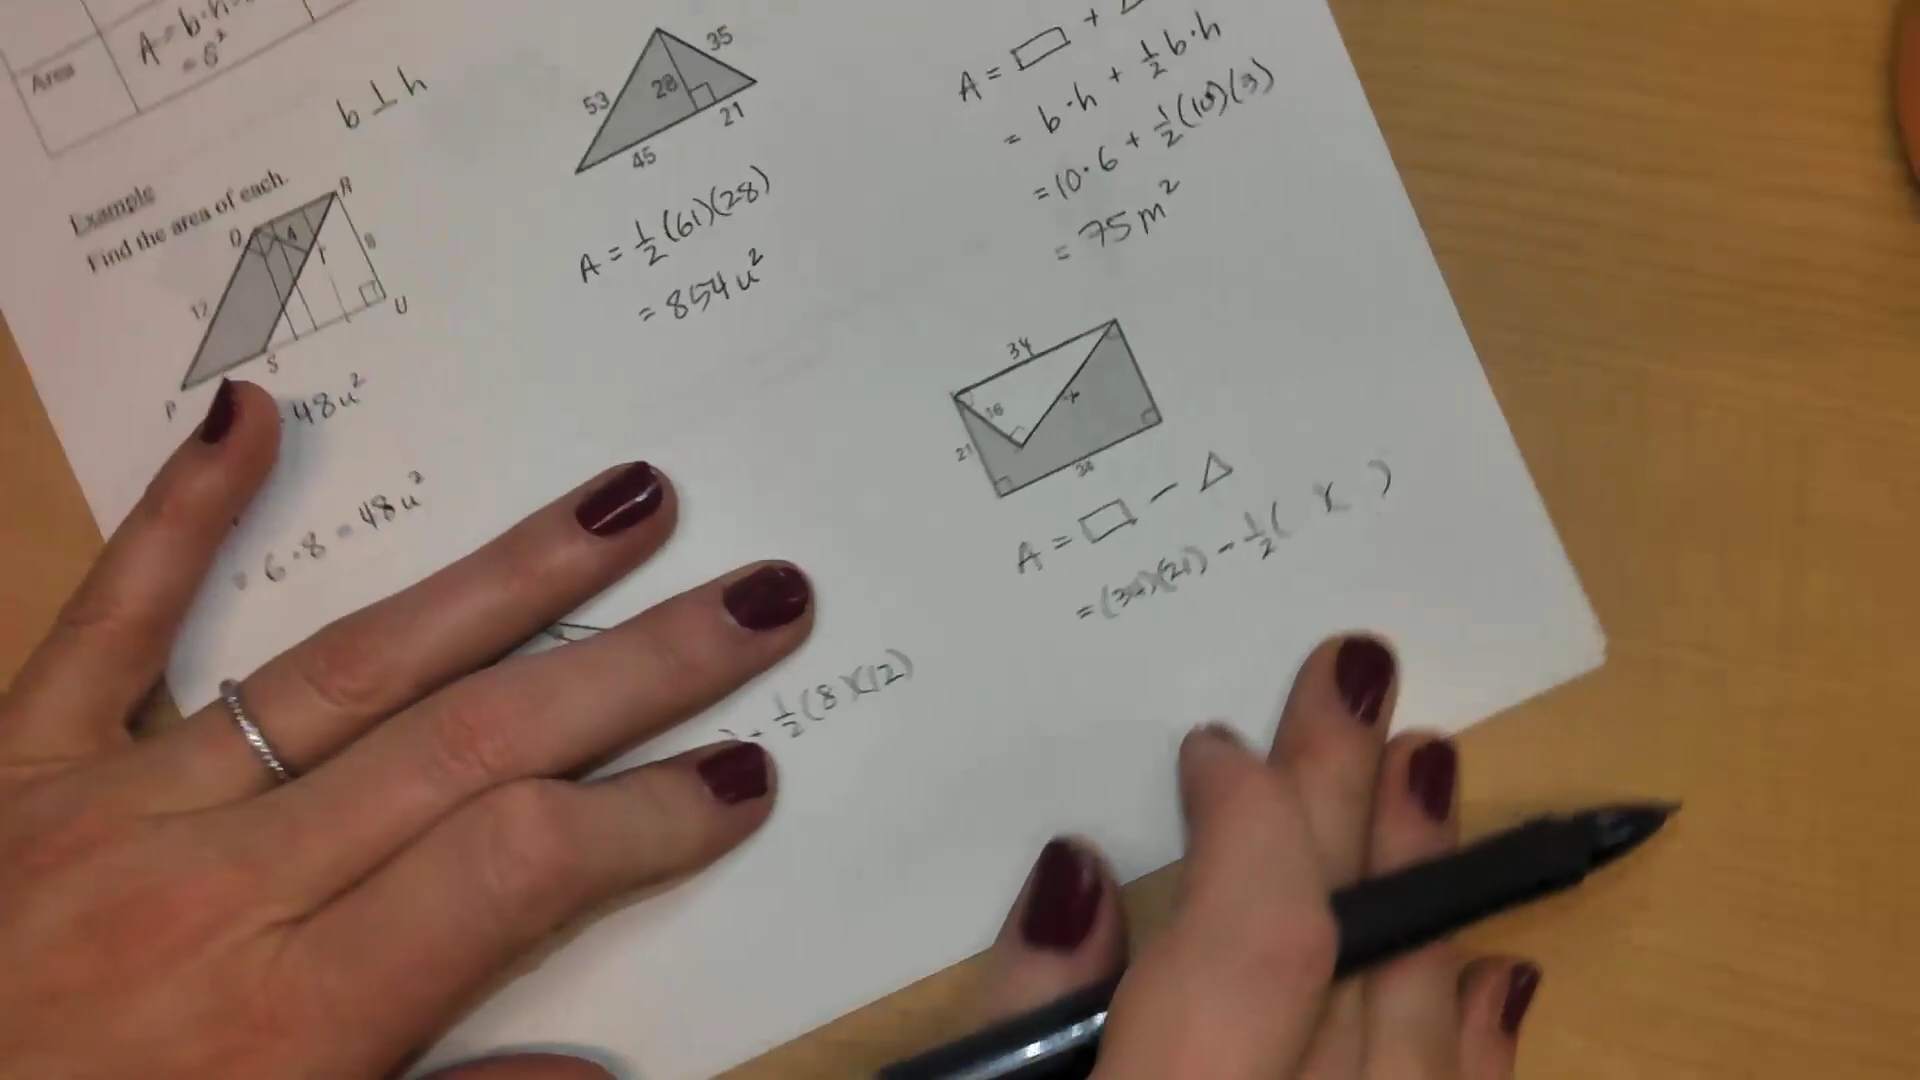 A = b·h
= 6²
Area
b ⊥ h
Example
Find the area of each.
R
A
8
12
U
S
P
48u²
6·8 = 48u²
35
53
28
21
45
A = ½(61)(28)
= 854u²
A = ▭ +
= b·h + ½b·h
= 10·6 + ½(10)(3)
= 75m²
34
16
x
21
A = ▭ − △
= (34)(21) − ½( )( )
) − ½(8)(12)